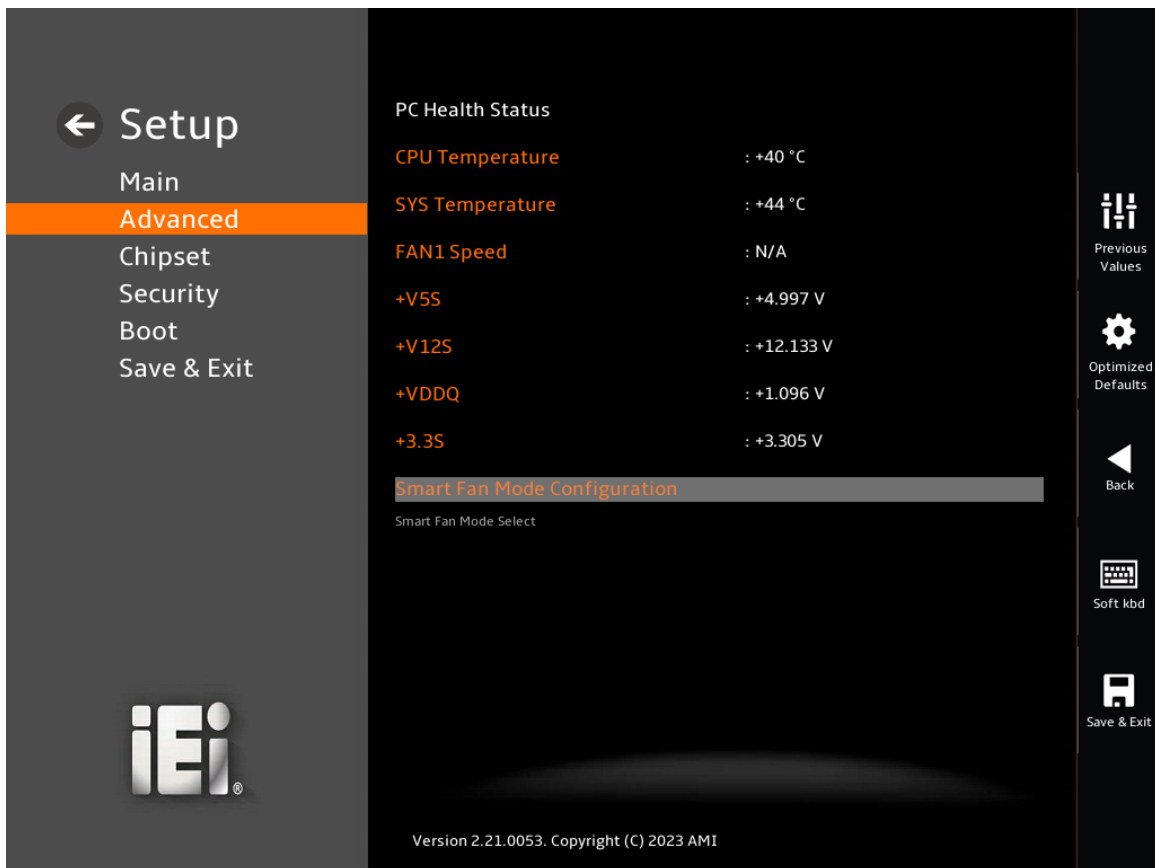 Setup
Main
Advanced
Chipset
Security
Boot
Save & Exit
iEi®
PC Health Status
CPU Temperature : +40 °C
SYS Temperature : +44 °C
FAN1 Speed : N/A
+V5S : +4.997 V
+V12S : +12.133 V
+VDDQ : +1.096 V
+3.3S : +3.305 V
Smart Fan Mode Configuration
Smart Fan Mode Select
Version 2.21.0053. Copyright (C) 2023 AMI
Previous
Values
Optimized
Defaults
Back
Soft kbd
Save & Exit